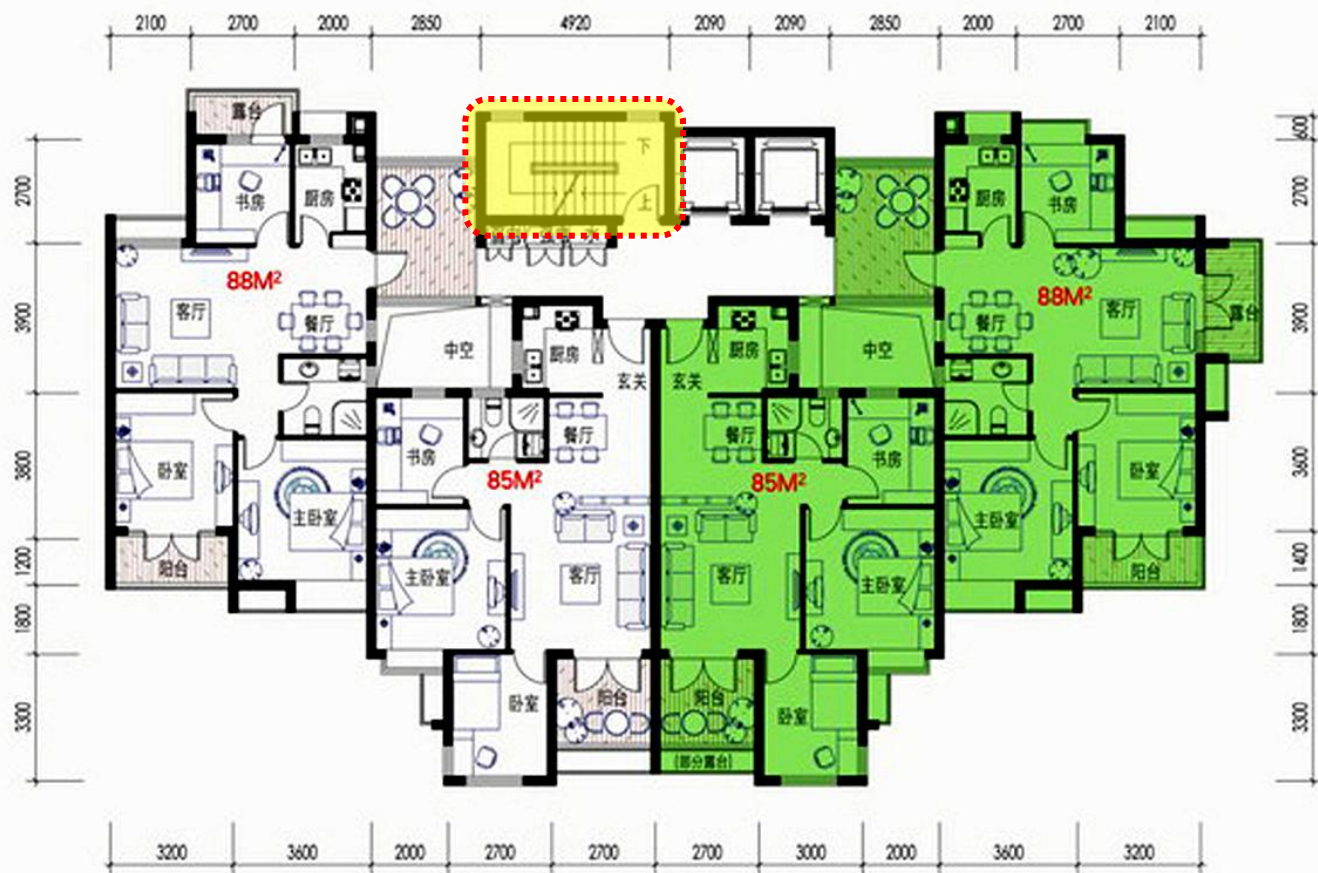 2100 2700 2000 2850 4920 2090 2090 2850 2000 2700 2100
露台
下
600
2700 书房 厨房 上 厨房 书房 2700
88M² 88M²
3900 客厅 餐厅 中空 厨房 厨房 中空 餐厅 客厅 露台 3900
玄关 玄关
3800 卧室 书房 餐厅 餐厅 书房 卧室 3600
85M² 85M²
主卧室 主卧室
1200 阳台 主卧室 客厅 客厅 主卧室 阳台 1400
1800 1800
3300 卧室 阳台 阳台 卧室 3300
(部分露台)
3200 3600 2000 2700 2700 2700 3000 2000 3600 3200